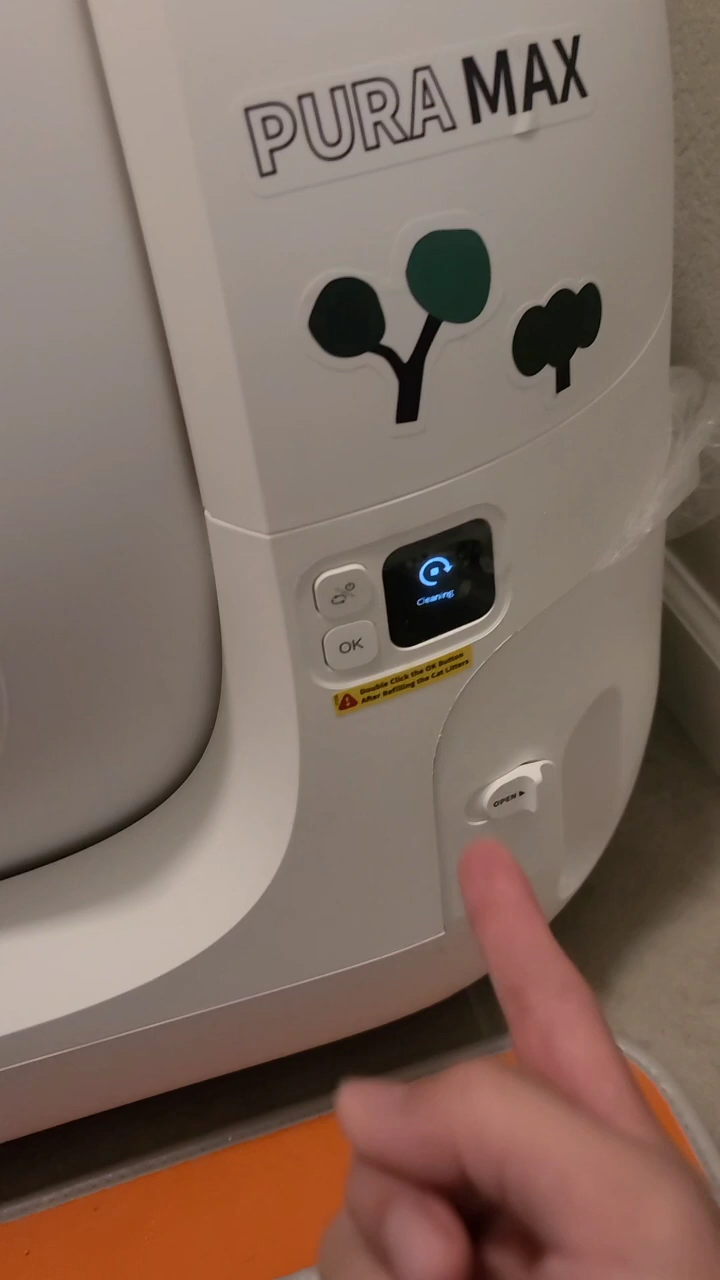 PURA MAX
Cleaning
OK
Double Click the OK Button
After Refilling the Cat Litters
OPEN